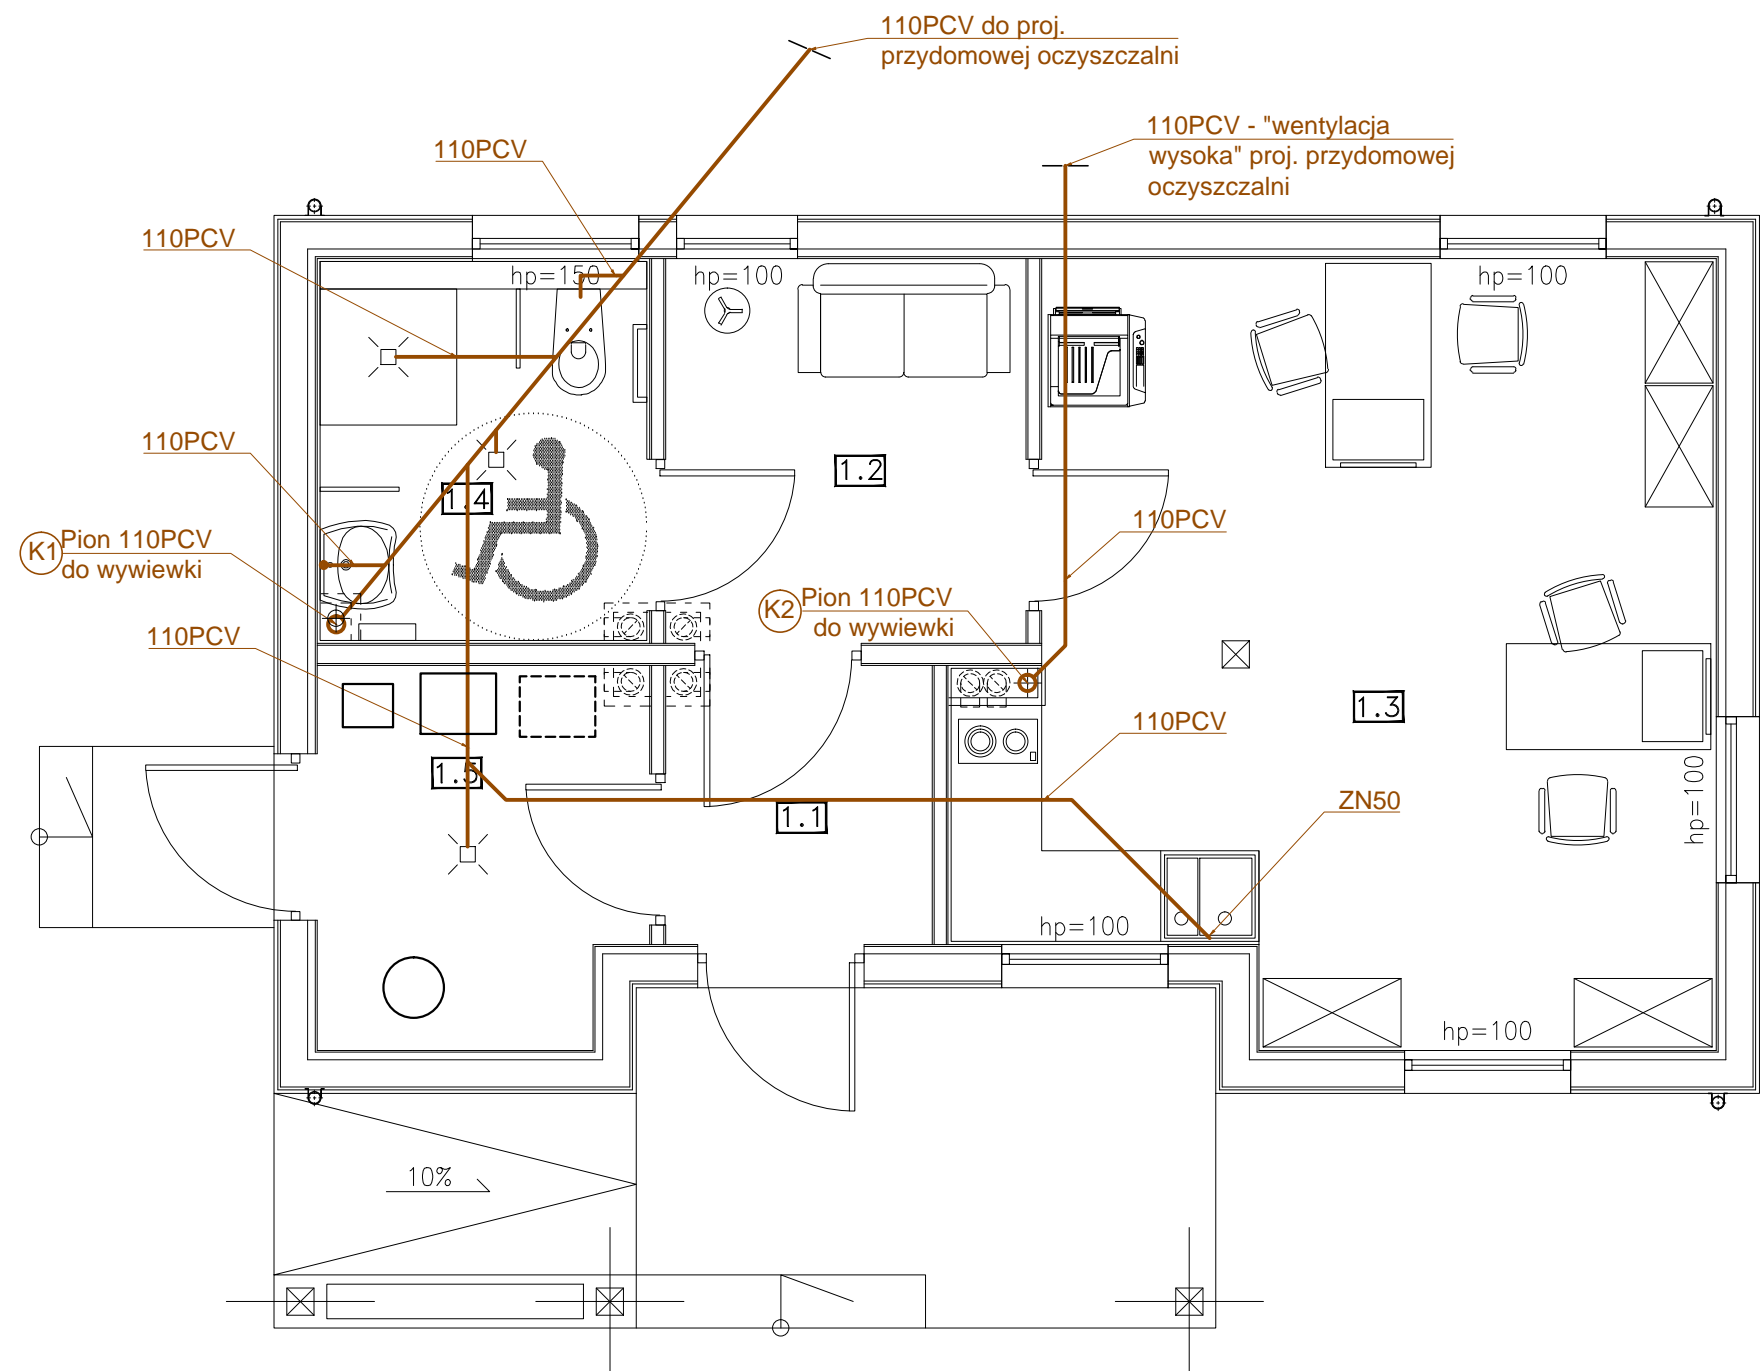 110PCV do proj.
przydomowej oczyszczalni
110PCV - "wentylacja
wysoka" proj. przydomowej
oczyszczalni
110PCV
110PCV
hp=150
hp=100
hp=100
110PCV
1.2
1.4
K1
Pion 110PCV
do wywiewki
110PCV
K2
Pion 110PCV
do wywiewki
110PCV
1.3
110PCV
1.5
1.1
ZN50
hp=100
hp=100
hp=100
10%